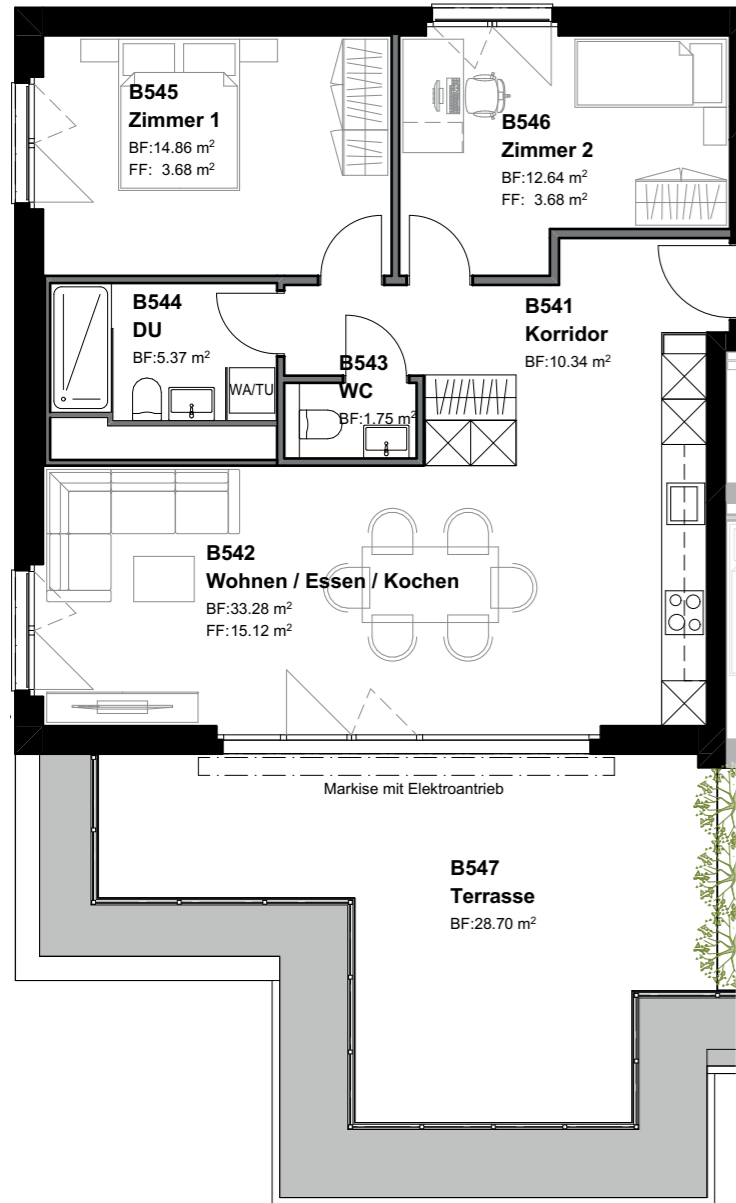 B545
Zimmer 1
BF:14.86 m²
FF: 3.68 m²
B546
Zimmer 2
BF:12.64 m²
FF: 3.68 m²
B544
DU
BF:5.37 m²
WA/TU
B543
WC
BF:1.75 m²
B541
Korridor
BF:10.34 m²
B542
Wohnen / Essen / Kochen
BF:33.28 m²
FF:15.12 m²
Markise mit Elektroantrieb
B547
Terrasse
BF:28.70 m²